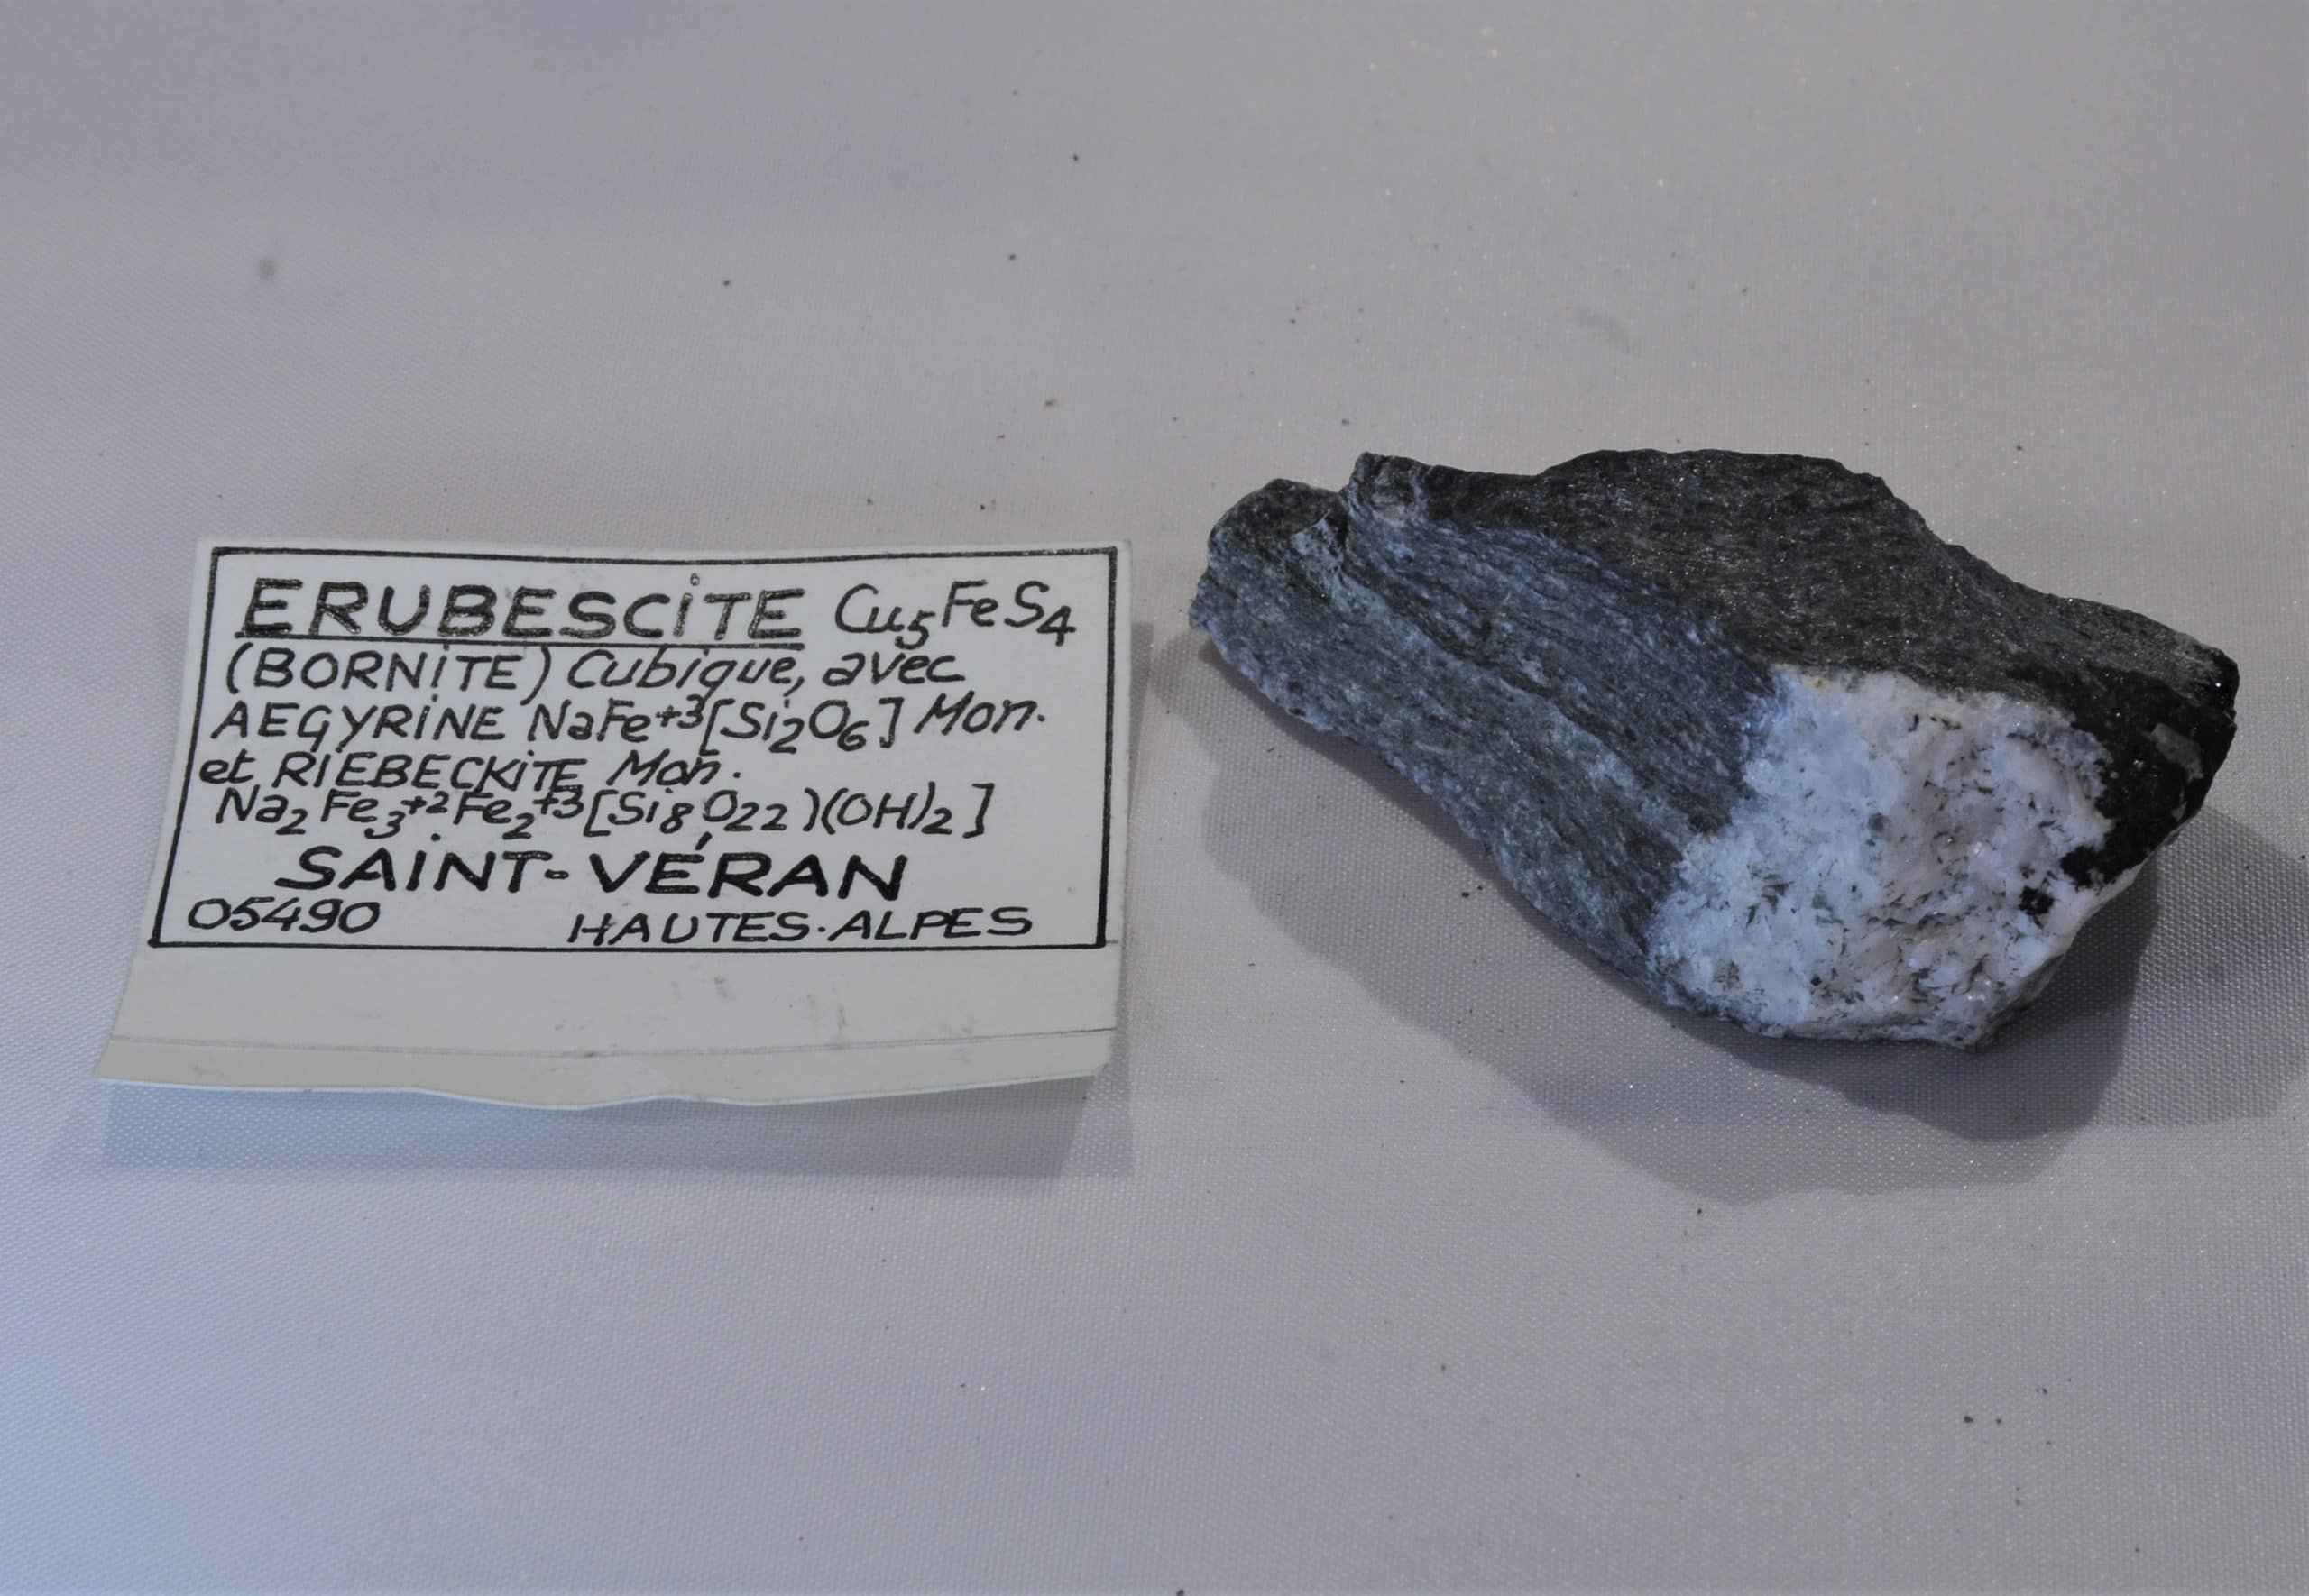 ERUBESCiTE Cu5FeS4
(BORNiTE) Cubique, avec
AEGYRiNE NaFe+3[Si2O6] Mon.
et RiEBECKiTE Mon.
Na2Fe3+2Fe2+3[Si8O22)(OH)2]
SAiNT-VÉRAN
05490 HAUTES-ALPES